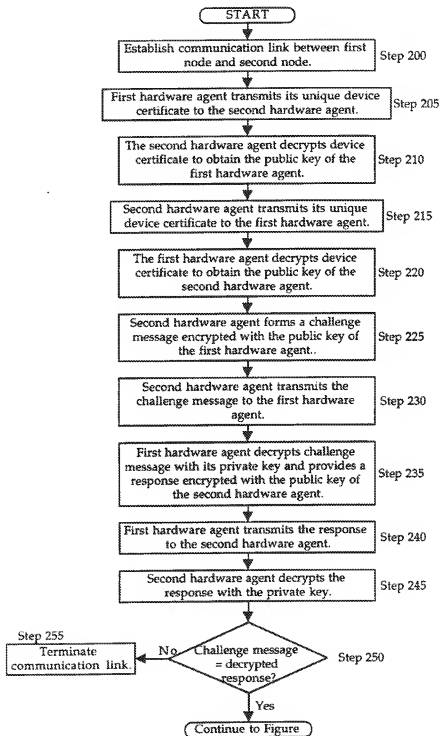 START
Establish communication link between first
node and second node.
Step 200
First hardware agent transmits its unique device
certificate to the second hardware agent.
Step 205
The second hardware agent decrypts device
certificate to obtain the public key of the
first hardware agent.
Step 210
Second hardware agent transmits its unique
device certificate to the first hardware agent.
Step 215
The first hardware agent decrypts device
certificate to obtain the public key of the
second hardware agent.
Step 220
Second hardware agent forms a challenge
message encrypted with the public key of
the first hardware agent..
Step 225
Second hardware agent transmits the
challenge message to the first hardware
agent.
Step 230
First hardware agent decrypts challenge
message with its private key and provides a
response encrypted with the public key of
the second hardware agent.
Step 235
First hardware agent transmits the response
to the second hardware agent.
Step 240
Second hardware agent decrypts the
response with the private key.
Step 245
Step 255
Terminate
communication link.
No
Challenge message
= decrypted
response?
Step 250
Yes
Continue to Figure